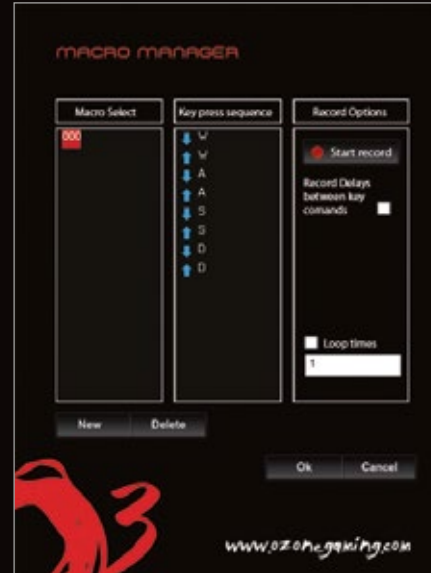 MACRO MANAGER
Macro Select
Key press sequence
Record Options
000
W
W
A
A
S
S
D
D
Start record
Record Delays
between key
comands
Loop times
1
New
Delete
Ok
Cancel
O3
www.ozonegaming.com